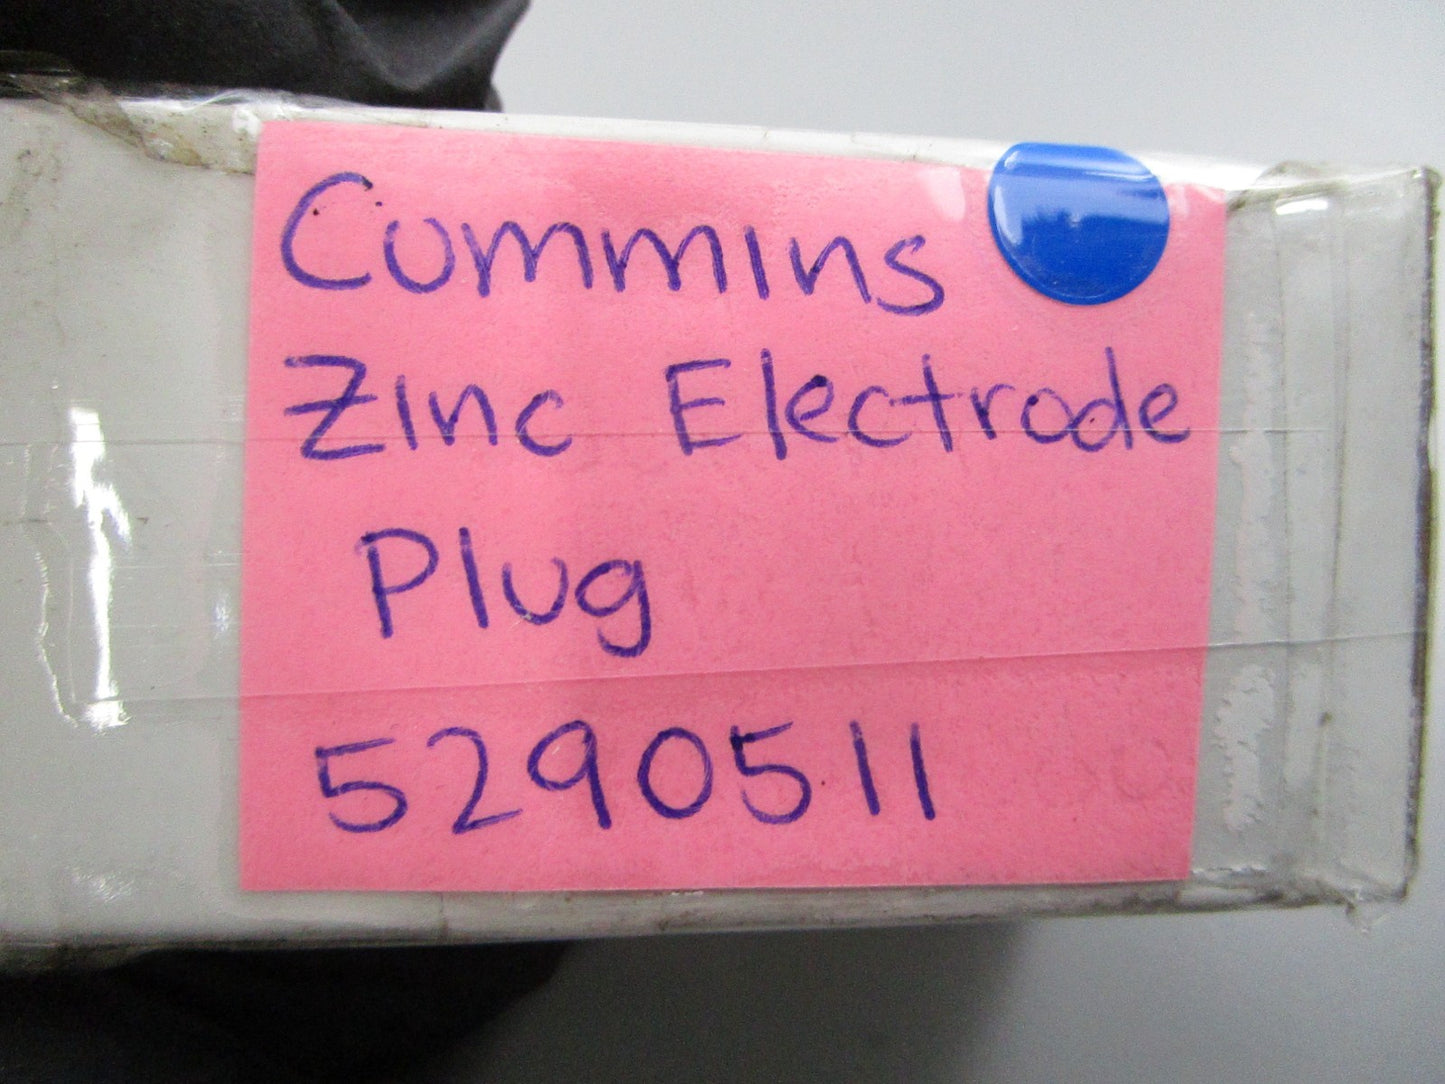 Cummins
Zinc Electrode
Plug
5290511